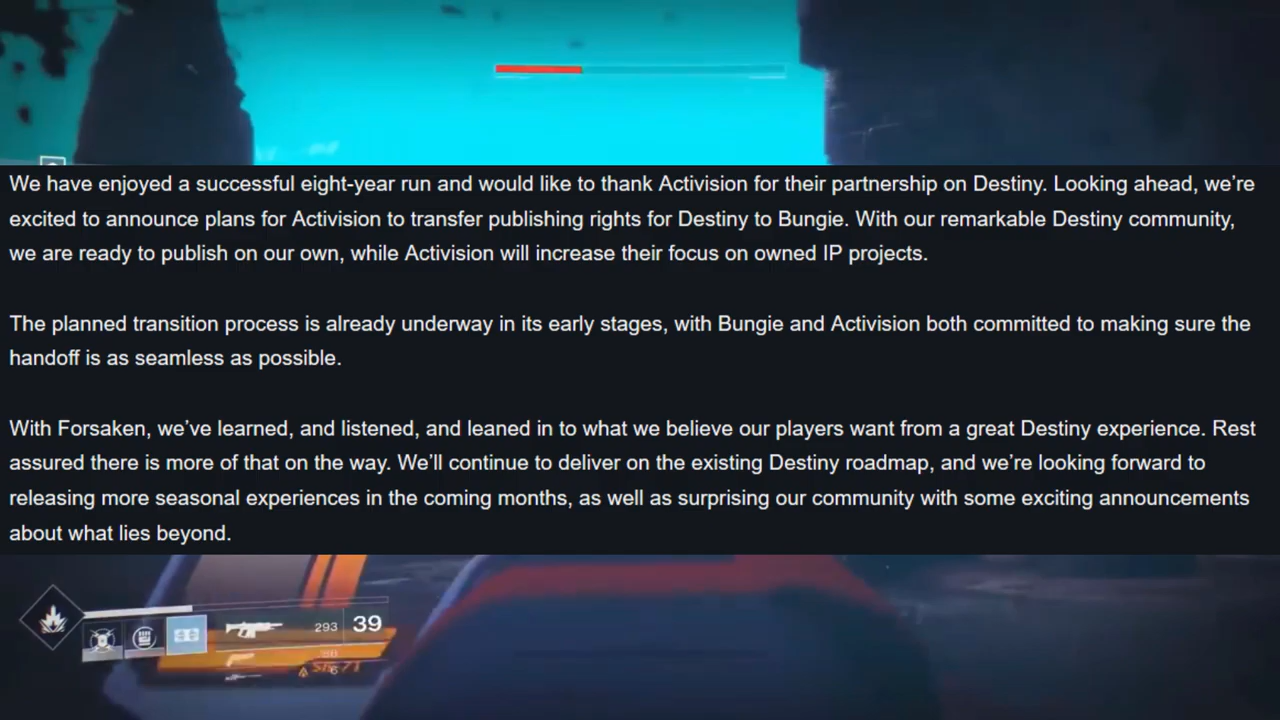 We have enjoyed a successful eight-year run and would like to thank Activision for their partnership on Destiny. Looking ahead, we’re
excited to announce plans for Activision to transfer publishing rights for Destiny to Bungie. With our remarkable Destiny community,
we are ready to publish on our own, while Activision will increase their focus on owned IP projects.
The planned transition process is already underway in its early stages, with Bungie and Activision both committed to making sure the
handoff is as seamless as possible.
With Forsaken, we’ve learned, and listened, and leaned in to what we believe our players want from a great Destiny experience. Rest
assured there is more of that on the way. We’ll continue to deliver on the existing Destiny roadmap, and we’re looking forward to
releasing more seasonal experiences in the coming months, as well as surprising our community with some exciting announcements
about what lies beyond.
293 39
6